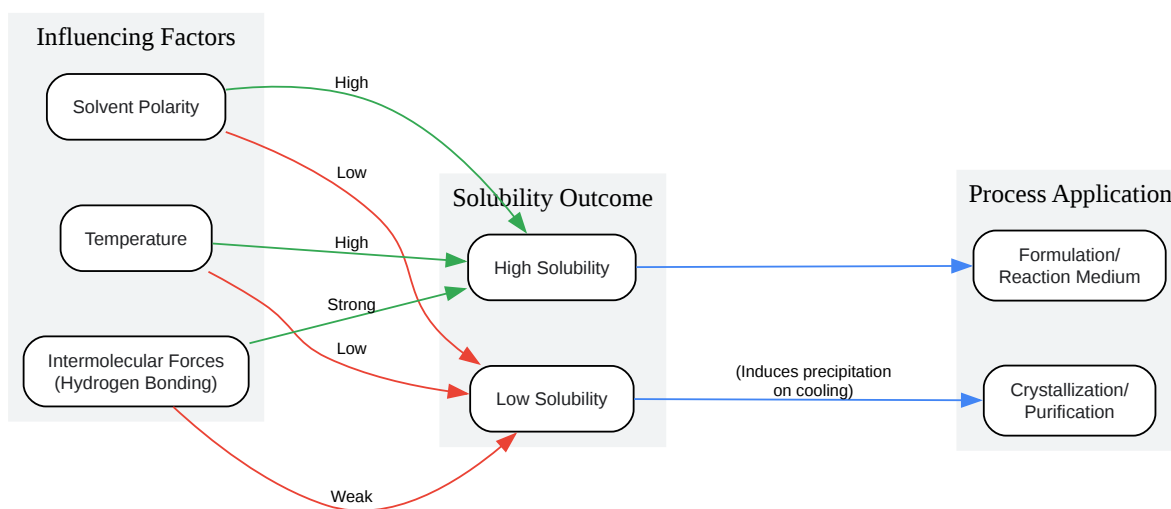 Influencing Factors
Solvent Polarity
Temperature
Intermolecular Forces
(Hydrogen Bonding)
High
Low
High
Strong
Low
Weak
Solubility Outcome
High Solubility
Low Solubility
(Induces precipitation
on cooling)
Process Application
Formulation/
Reaction Medium
Crystallization/
Purification